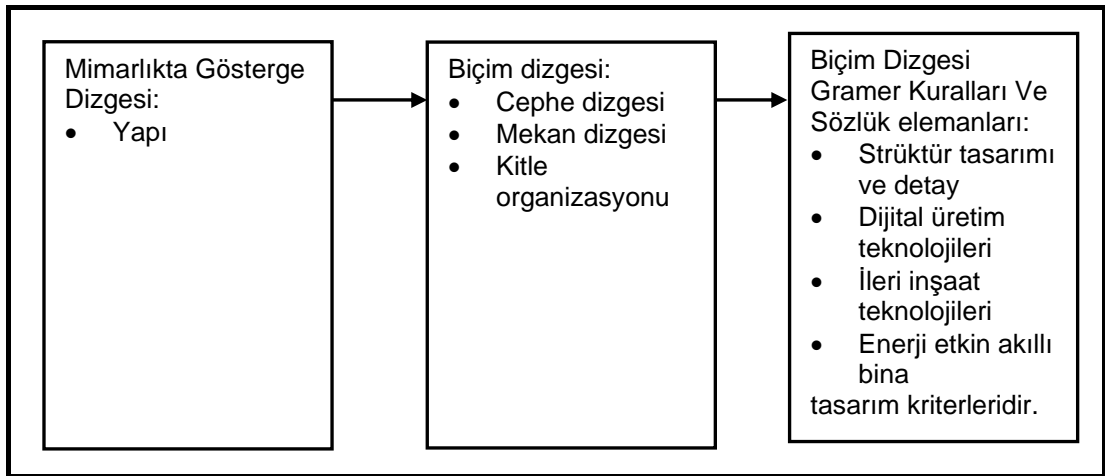 Mimarlıkta Gösterge
Dizgesi:
• Yapı
Biçim dizgesi:
• Cephe dizgesi
• Mekan dizgesi
• Kitle
organizasyonu
Biçim Dizgesi
Gramer Kuralları Ve
Sözlük elemanları:
• Strüktür tasarımı
ve detay
• Dijital üretim
teknolojileri
• İleri inşaat
teknolojileri
• Enerji etkin akıllı
bina
tasarım kriterleridir.